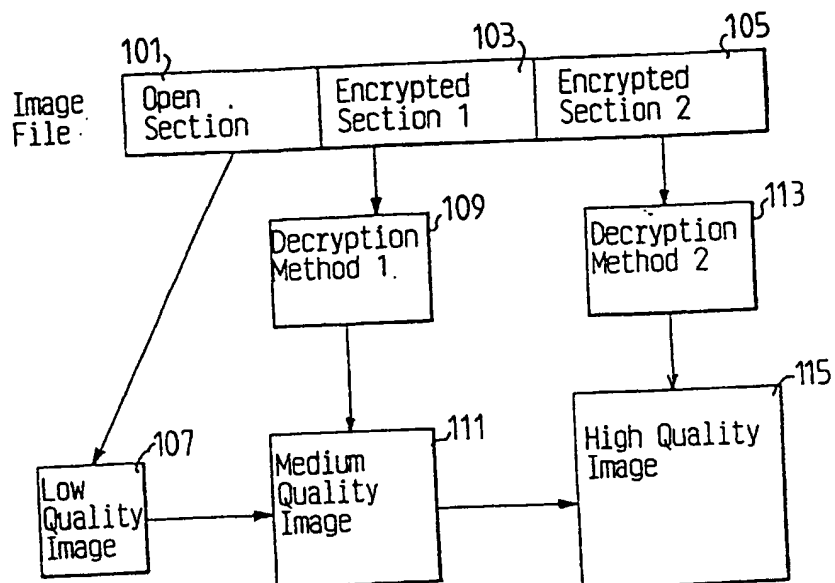 101
103
105
Image
File
Open
Section
Encrypted
Section 1
Encrypted
Section 2
109
Decryption
Method 1.
113
Decryption
Method 2
107
Low
Quality
Image
111
Medium
Quality
Image
115
High Quality
Image